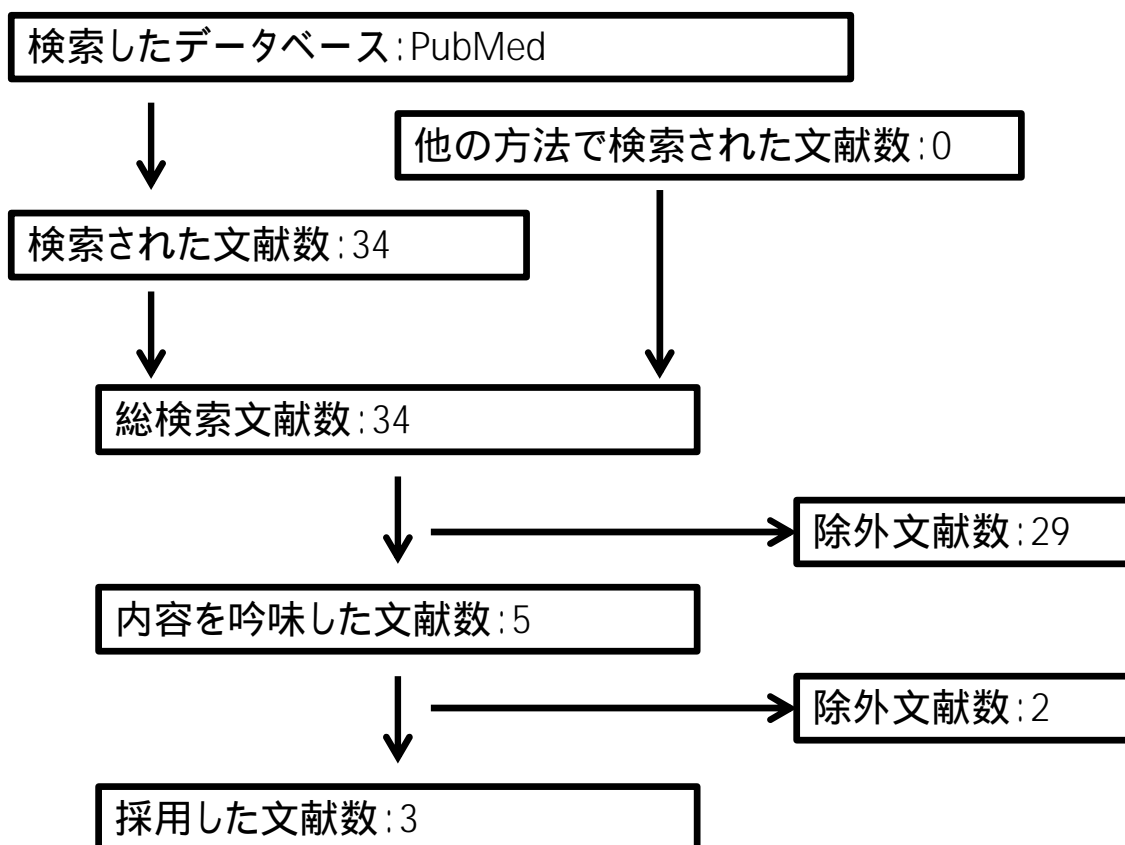 検索したデータベース:PubMed
他の方法で検索された文献数:0
検索された文献数:34
総検索文献数:34
除外文献数:29
内容を吟味した文献数:5
除外文献数:2
採用した文献数:3